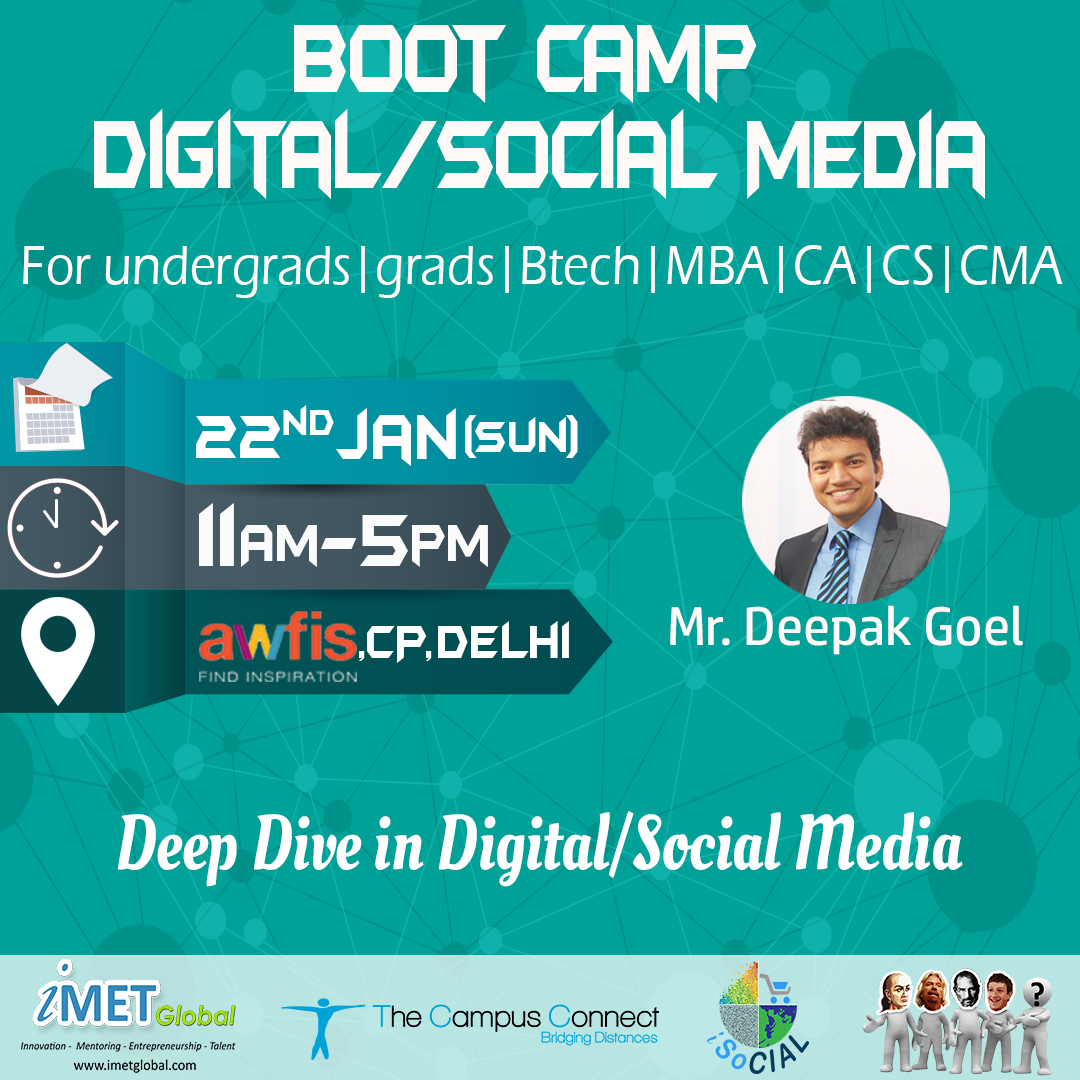 BOOT CAMP
DIGITAL/SOCIAL MEDIA
For undergrads|grads|Btech|MBA|CA|CS|CMA
22ND JAN(SUN)
11AM-5PM
awfis,CP,DELHI
FIND INSPIRATION
Mr. Deepak Goel
Deep Dive in Digital/Social Media
iMET Global
Innovation - Mentoring - Entrepreneurship - Talent
www.imetglobal.com
The Campus Connect
Bridging Distances
iSOCIAL
?